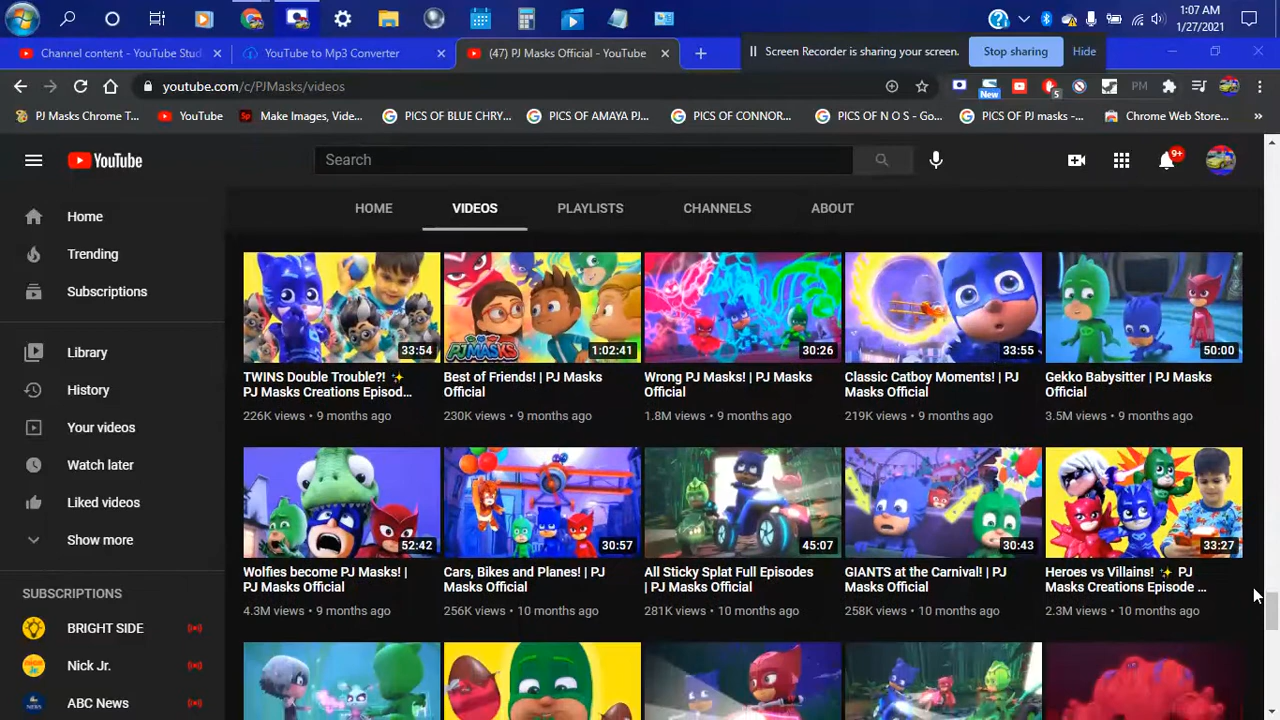 1:07 AM
1/27/2021
Channel content - YouTube Stud
YouTube to Mp3 Converter
(47) PJ Masks Official - YouTube
Screen Recorder is sharing your screen.
Stop sharing
Hide
youtube.com/c/PJMasks/videos
New
5
PM
PJ Masks Chrome T...
YouTube
Make Images, Vide...
PICS OF BLUE CHRY...
PICS OF AMAYA PJ...
PICS OF CONNOR...
PICS OF N O S - Go...
PICS OF PJ masks -...
Chrome Web Store...
YouTube
Search
9+
HOME
VIDEOS
PLAYLISTS
CHANNELS
ABOUT
Home
Trending
Subscriptions
Library
History
Your videos
Watch later
Liked videos
Show more
SUBSCRIPTIONS
BRIGHT SIDE
Nick Jr.
ABC News
33:54
PJMASKS
1:02:41
30:26
33:55
50:00
TWINS Double Trouble?! ✨
PJ Masks Creations Episod...
226K views • 9 months ago
Best of Friends! | PJ Masks
Official
230K views • 9 months ago
Wrong PJ Masks! | PJ Masks
Official
1.8M views • 9 months ago
Classic Catboy Moments! | PJ
Masks Official
219K views • 9 months ago
Gekko Babysitter | PJ Masks
Official
3.5M views • 9 months ago
52:42
30:57
45:07
30:43
33:27
Wolfies become PJ Masks! |
PJ Masks Official
4.3M views • 9 months ago
Cars, Bikes and Planes! | PJ
Masks Official
256K views • 10 months ago
All Sticky Splat Full Episodes
| PJ Masks Official
281K views • 10 months ago
GIANTS at the Carnival! | PJ
Masks Official
258K views • 10 months ago
Heroes vs Villains! ✨ PJ
Masks Creations Episode ...
2.3M views • 10 months ago